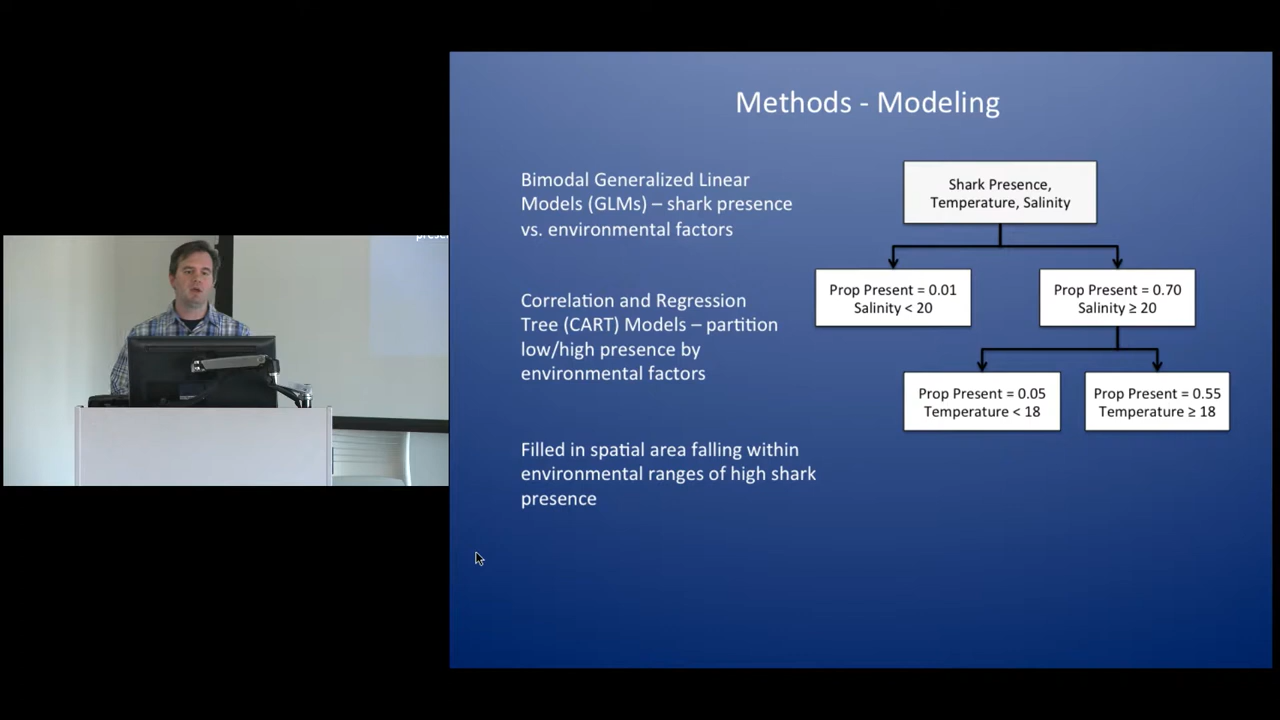 Methods - Modeling
Bimodal Generalized Linear
Models (GLMs) – shark presence
vs. environmental factors
Correlation and Regression
Tree (CART) Models – partition
low/high presence by
environmental factors
Filled in spatial area falling within
environmental ranges of high shark
presence
Shark Presence,
Temperature, Salinity
Prop Present = 0.01
Salinity < 20
Prop Present = 0.70
Salinity ≥ 20
Prop Present = 0.05
Temperature < 18
Prop Present = 0.55
Temperature ≥ 18